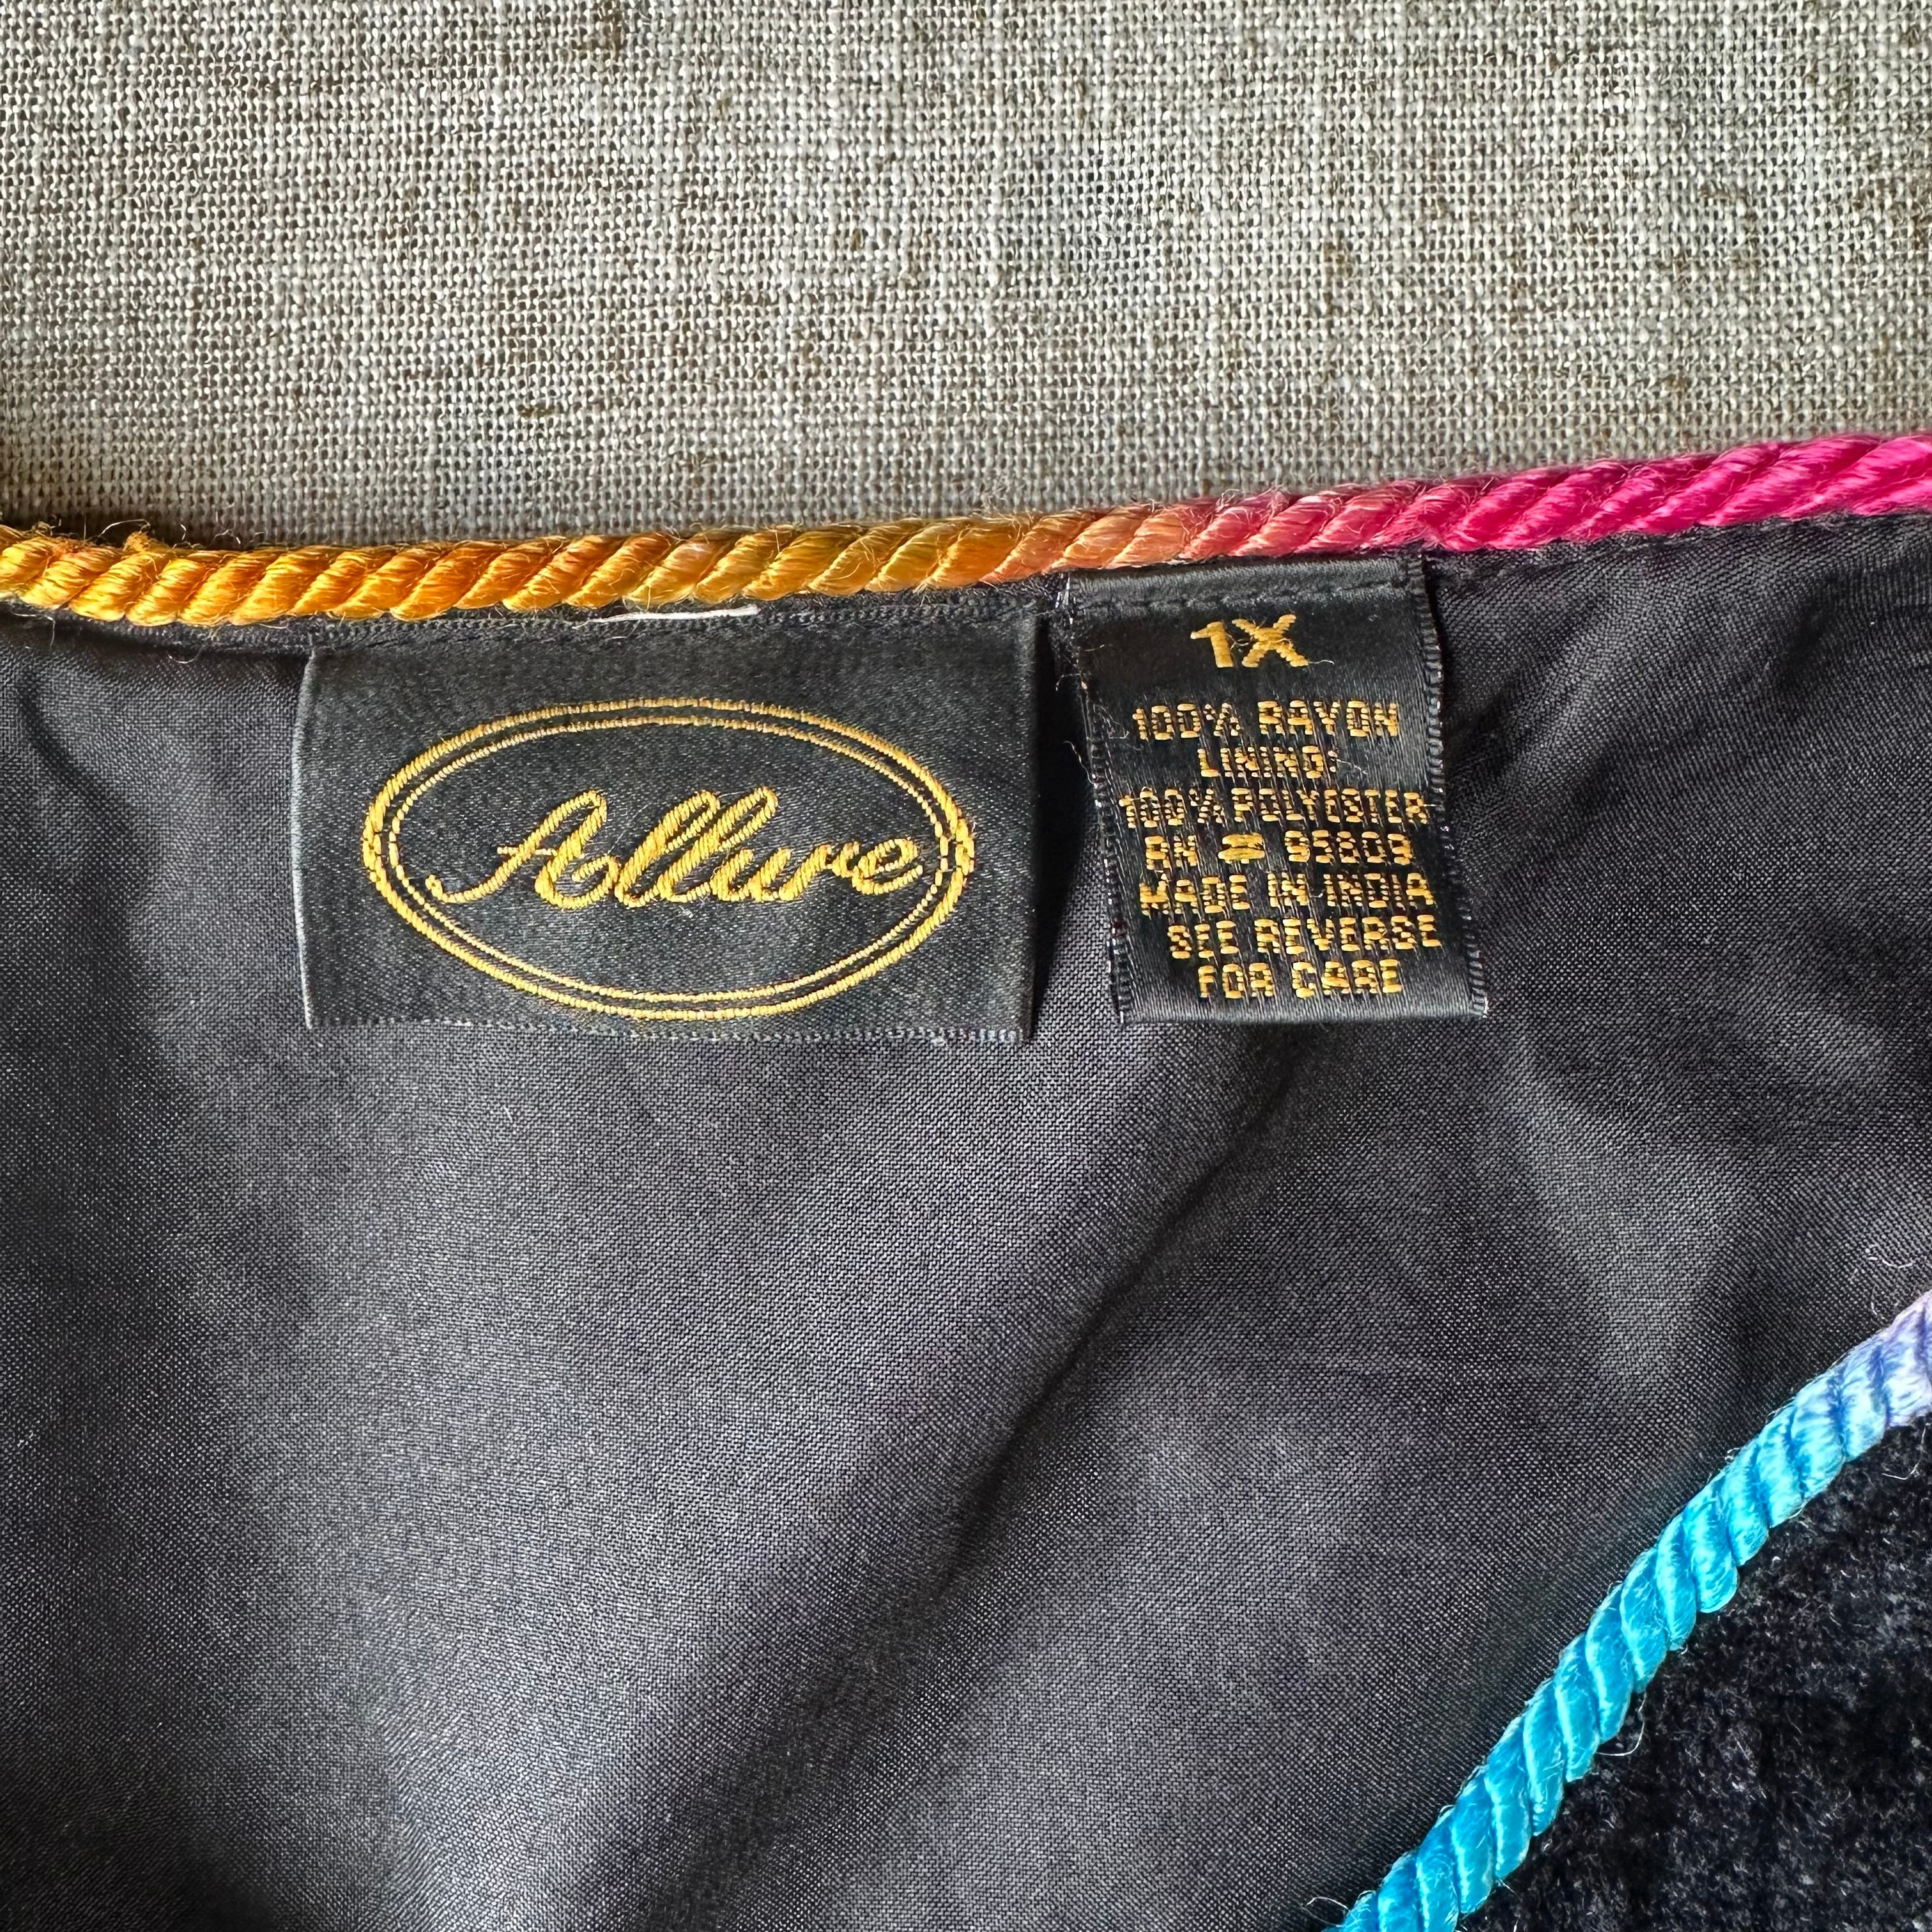 Allure
1X
100% RAYON
LINING:
100% POLYESTER
RN = 95809
MADE IN INDIA
SEE REVERSE
FOR CARE